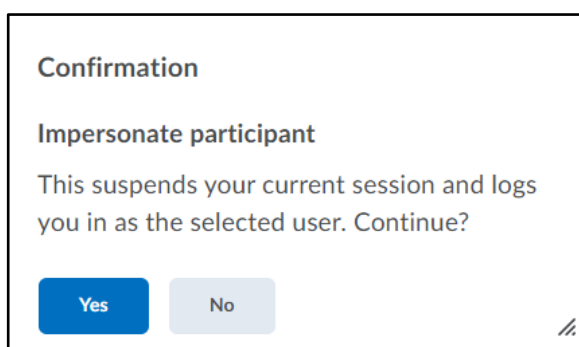 Confirmation
Impersonate participant
This suspends your current session and logs
you in as the selected user. Continue?
Yes No